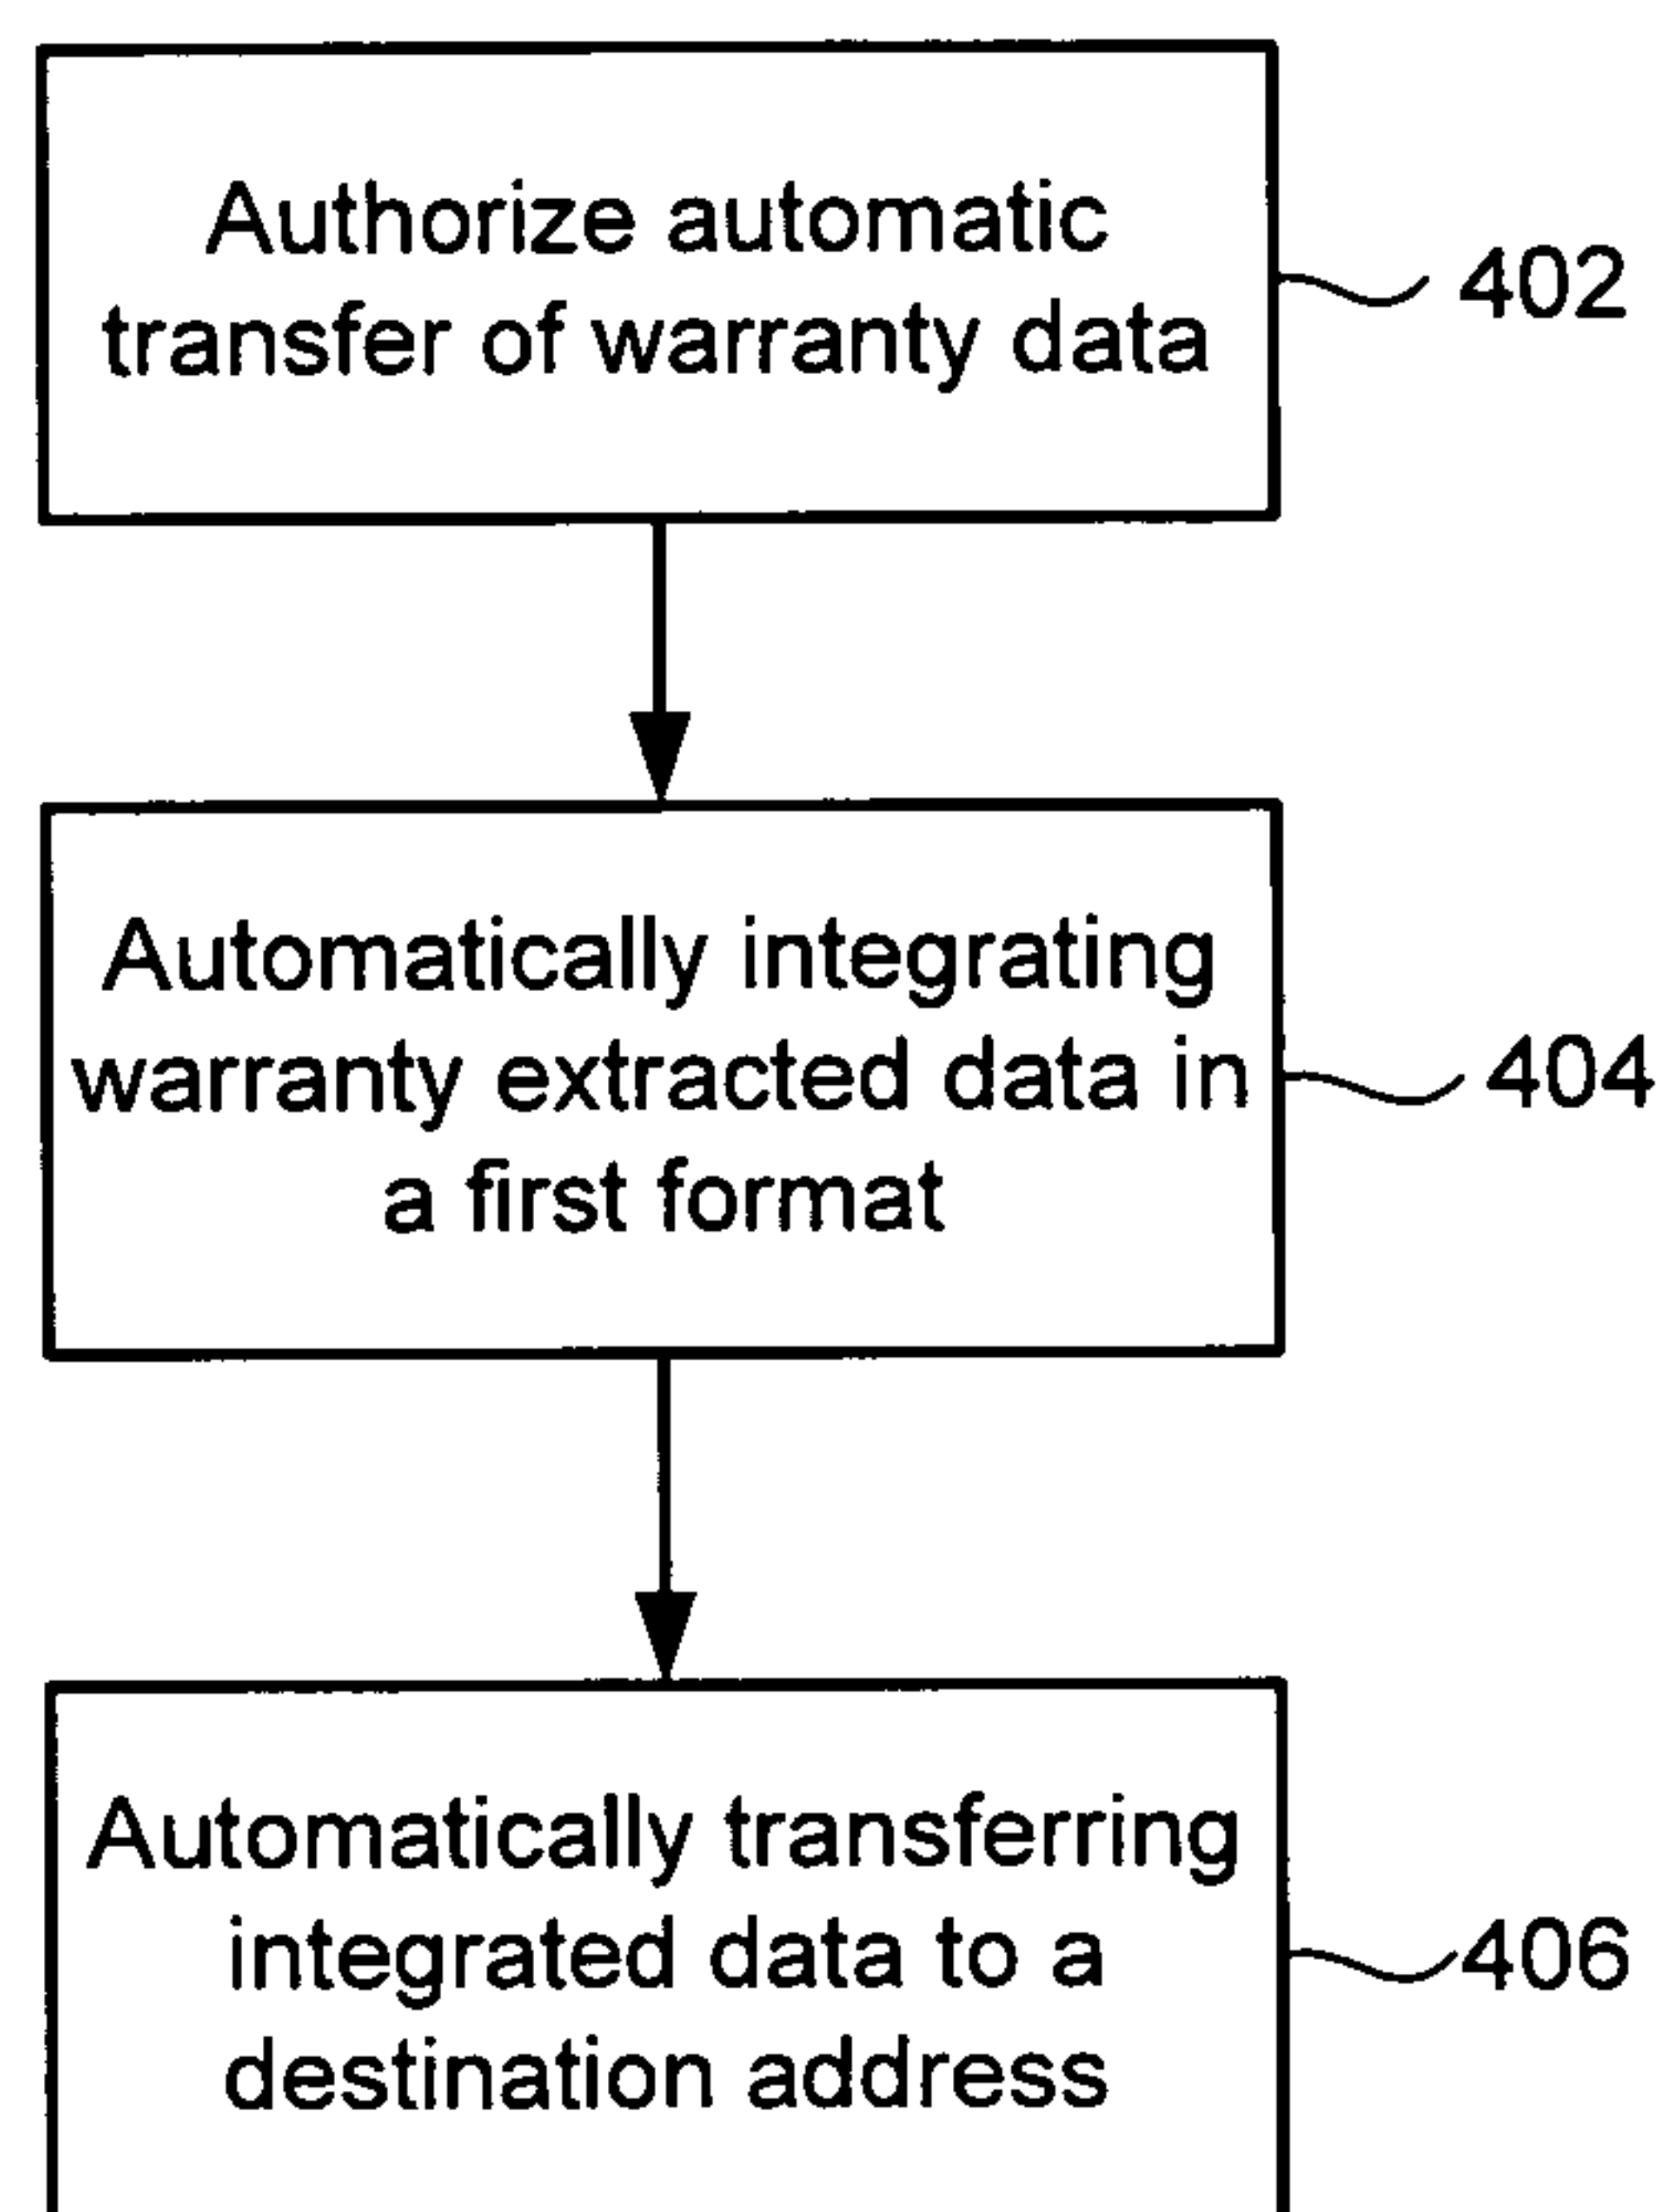 Authorize automatic
transfer of warranty data
402
Automatically integrating
warranty extracted data in
a first format
404
Automatically transferring
integrated data to a
destination address
406